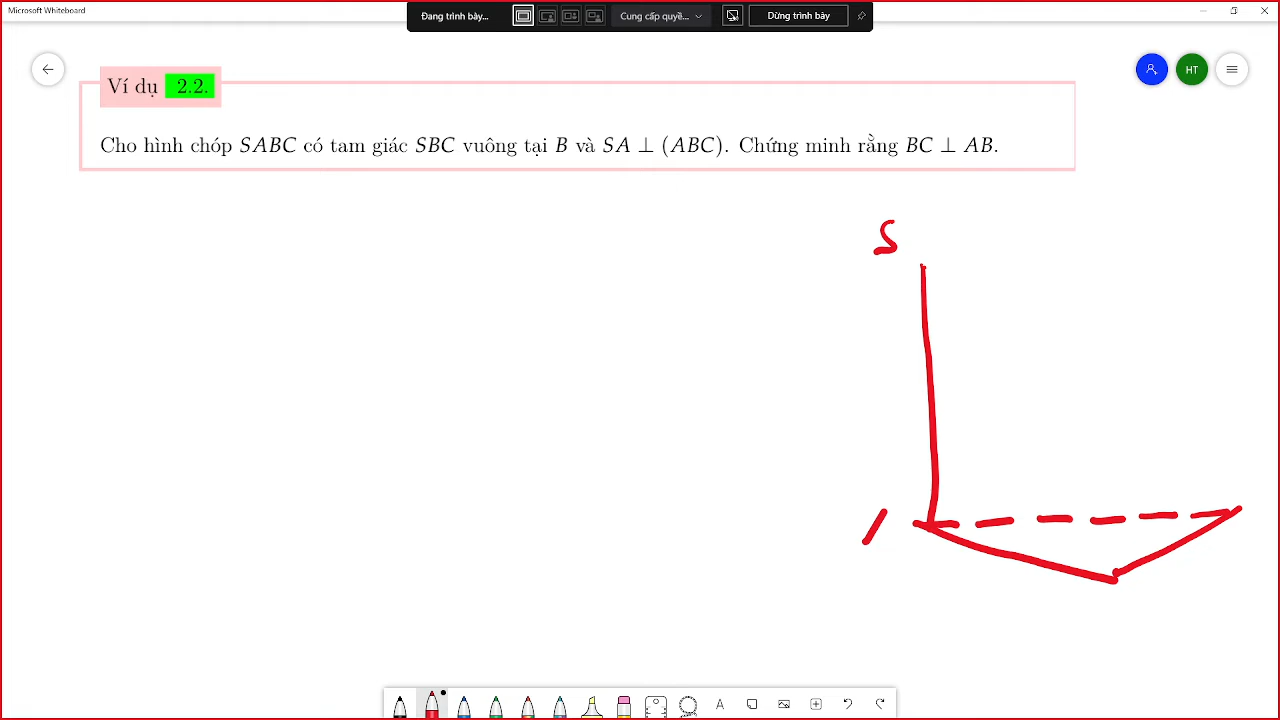 Microsoft Whiteboard
Đang trình bày...
Cung cấp quyề...
Dừng trình bày
HT
Ví dụ 2.2.
Cho hình chóp SABC có tam giác SBC vuông tại B và SA ⊥ (ABC). Chứng minh rằng BC ⊥ AB.
S
A